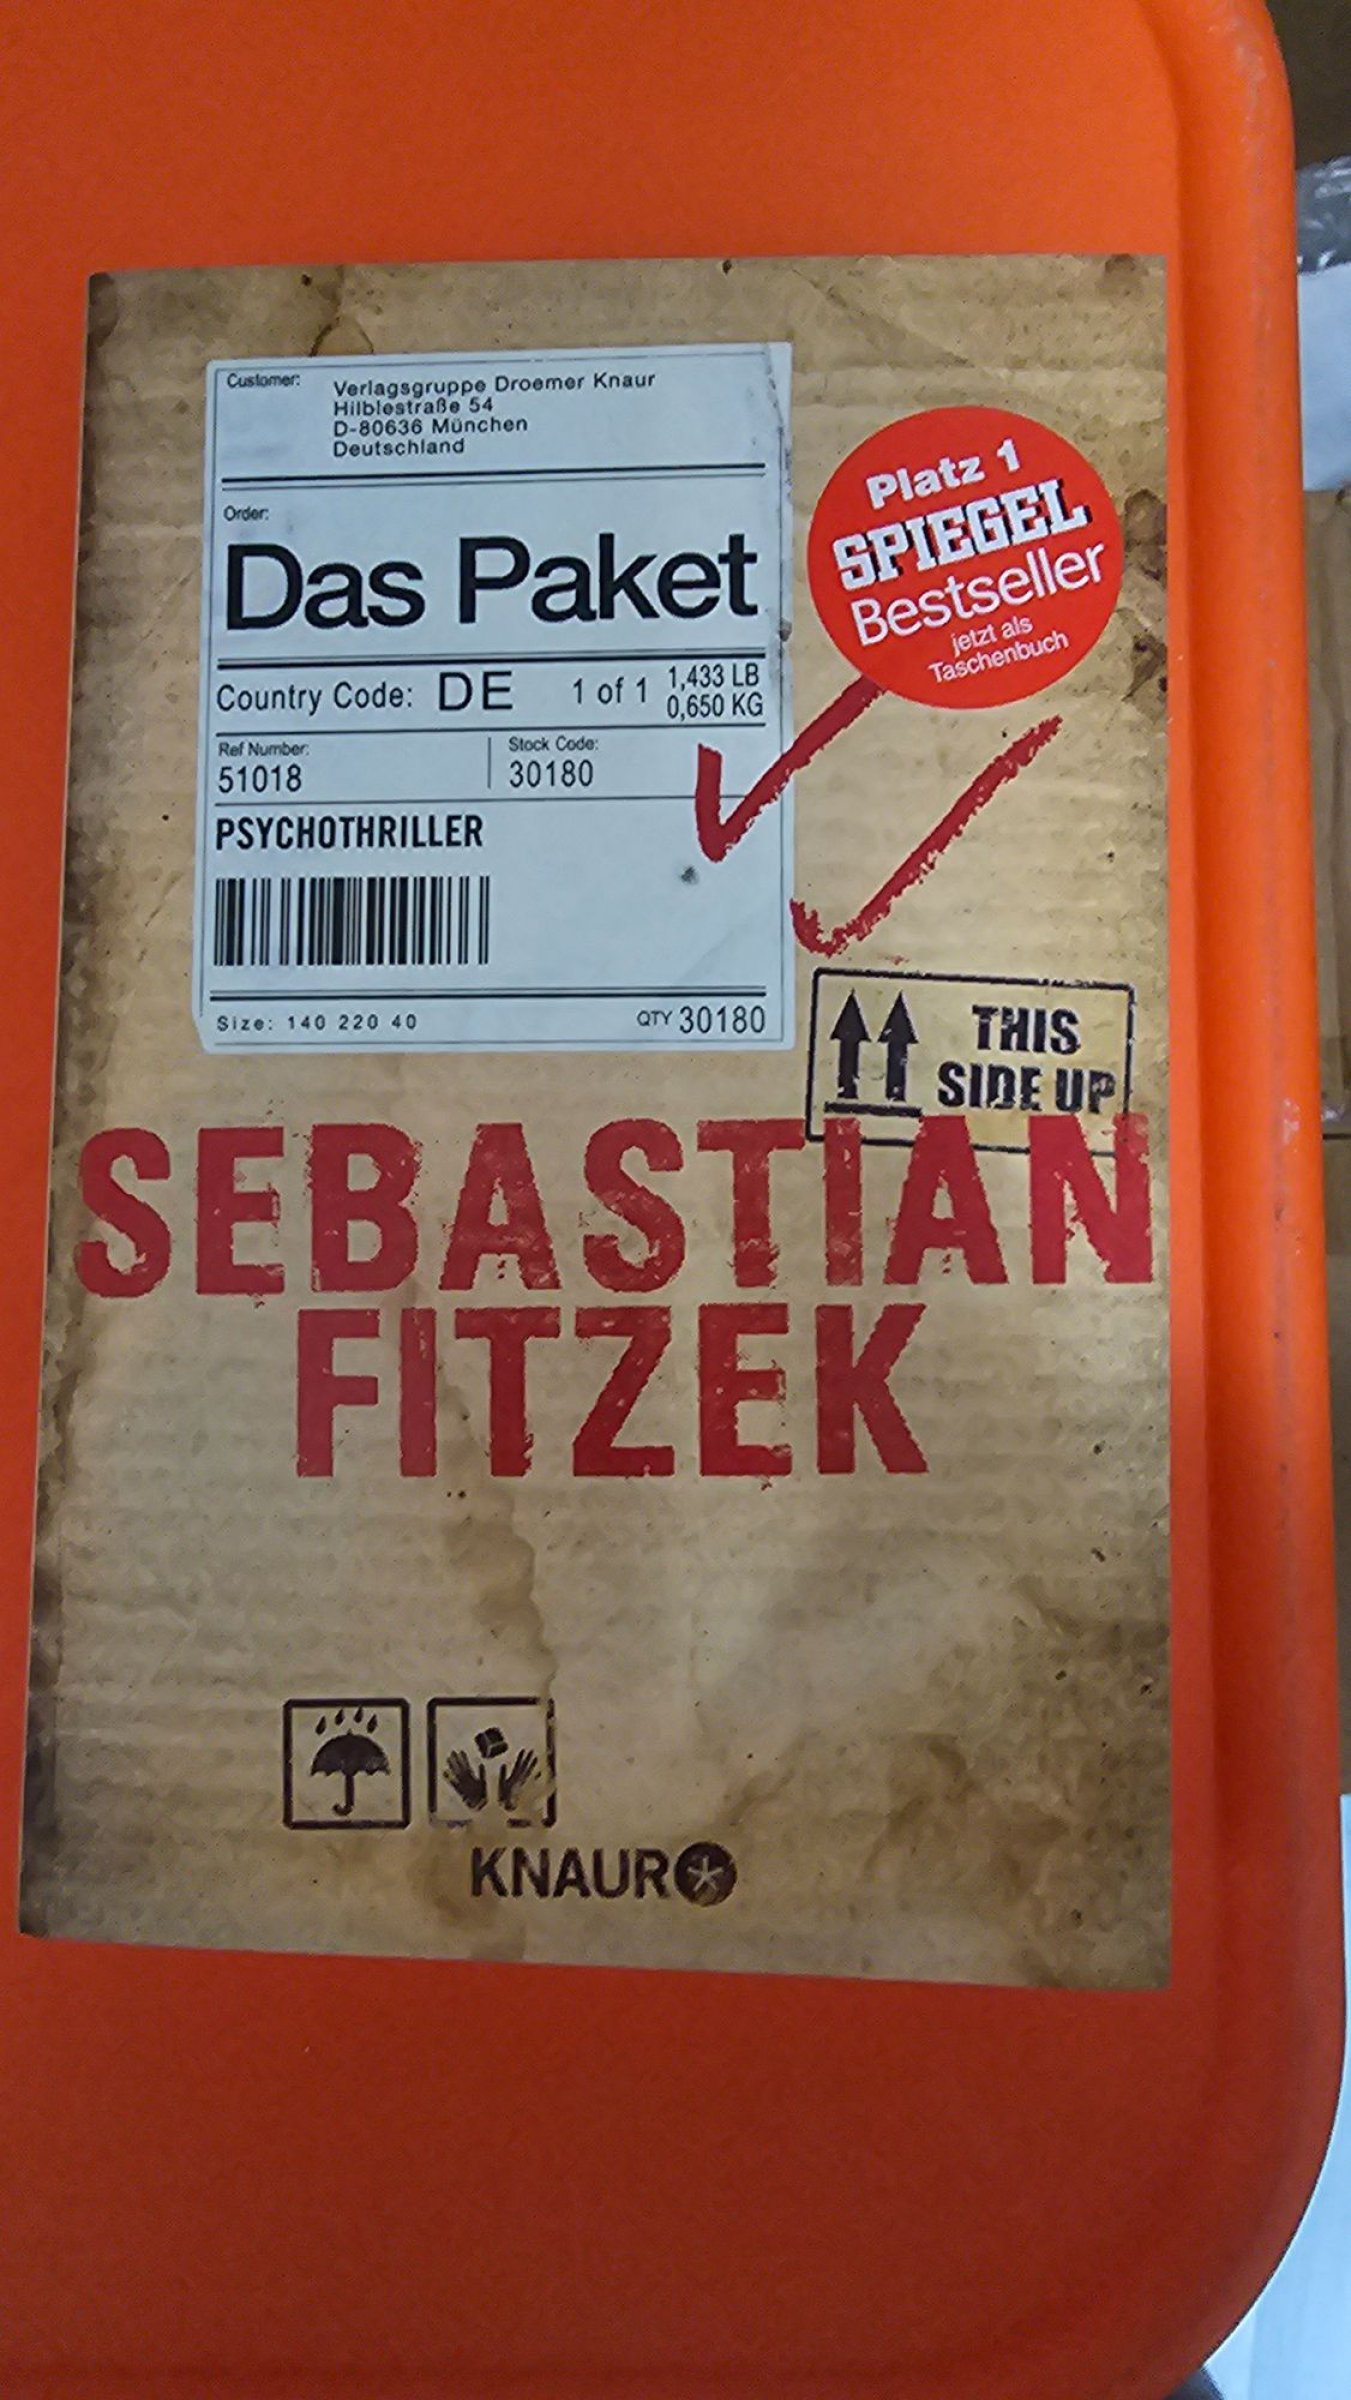 Customer:
Verlagsgruppe Droemer Knaur
Hilblestraße 54
D-80636 München
Deutschland
Order:
Das Paket
Platz 1
SPIEGEL
Bestseller
jetzt als
Taschenbuch
Country Code: DE 1 of 1 1,433 LB
0,650 KG
Ref Number: Stock Code:
51018 30180
PSYCHOTHRILLER
Size: 140 220 40 QTY 30180
THIS
SIDE UP
SEBASTIAN
FITZEK
KNAUR